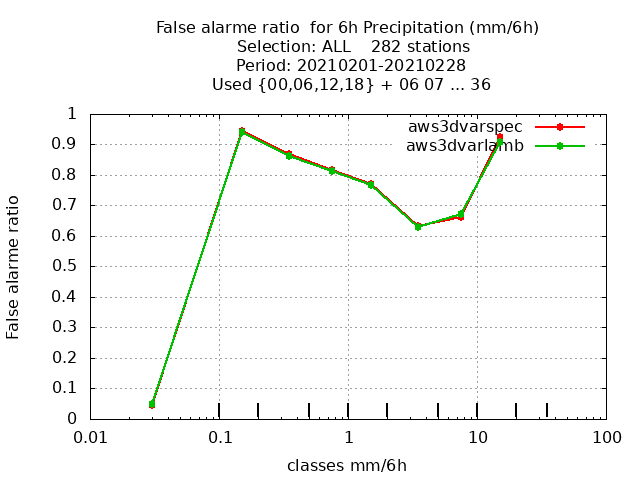 False alarme ratio  for 6h Precipitation (mm/6h)
Selection: ALL    282 stations
Period: 20210201-20210228
Used {00,06,12,18} + 06 07 ... 36
aws3dvarspec
aws3dvarlamb
False alarme ratio
1
0.9
0.8
0.7
0.6
0.5
0.4
0.3
0.2
0.1
0
0.01 0.1 1 10 100
classes mm/6h